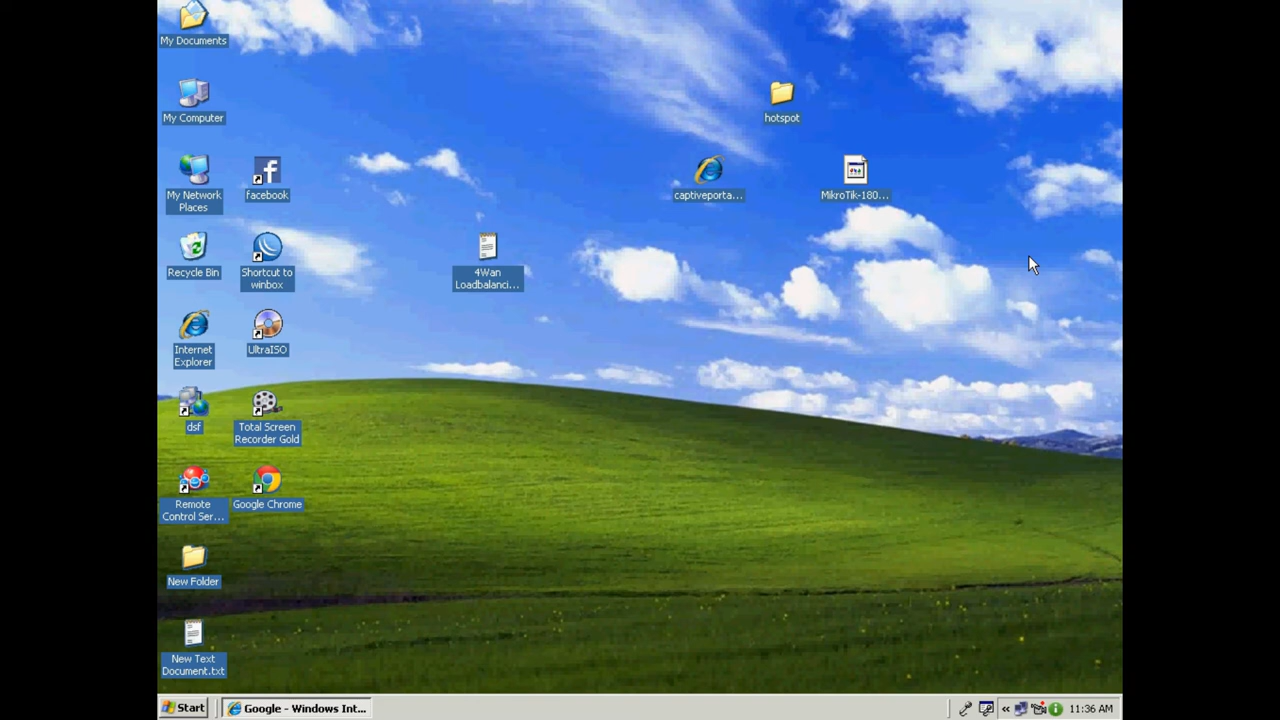 My Documents
My Computer
My Network
Places
Recycle Bin
Internet
Explorer
dsf
Remote
Control Ser...
New Folder
New Text
Document.txt
facebook
Shortcut to
winbox
UltraISO
Total Screen
Recorder Gold
Google Chrome
4Wan
Loadbalanci...
hotspot
captiveporta...
MikroTik-180...
Start
Google - Windows Int...
11:36 AM